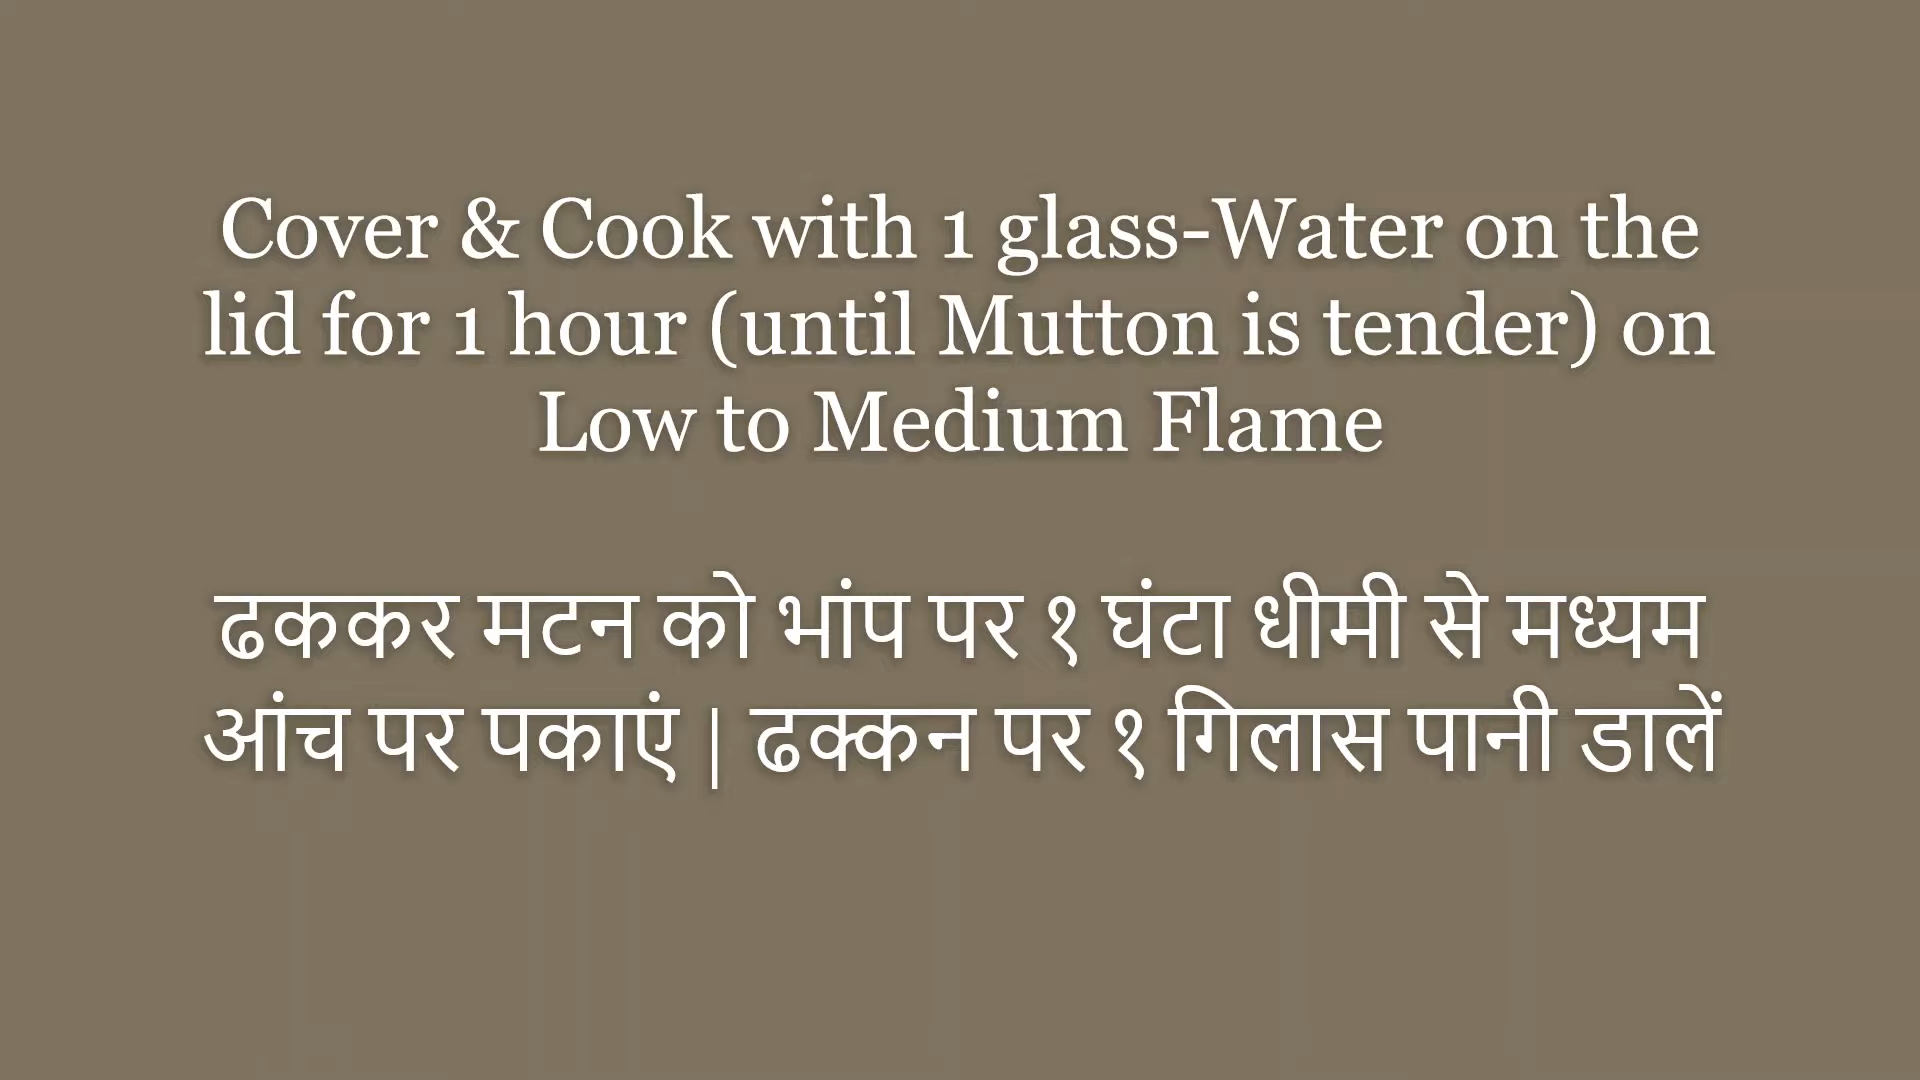 Cover & Cook with 1 glass-Water on the
lid for 1 hour (until Mutton is tender) on
Low to Medium Flame
ढककर मटन को भांप पर १ घंटा धीमी से मध्यम
आंच पर पकाएं | ढक्कन पर १ गिलास पानी डालें